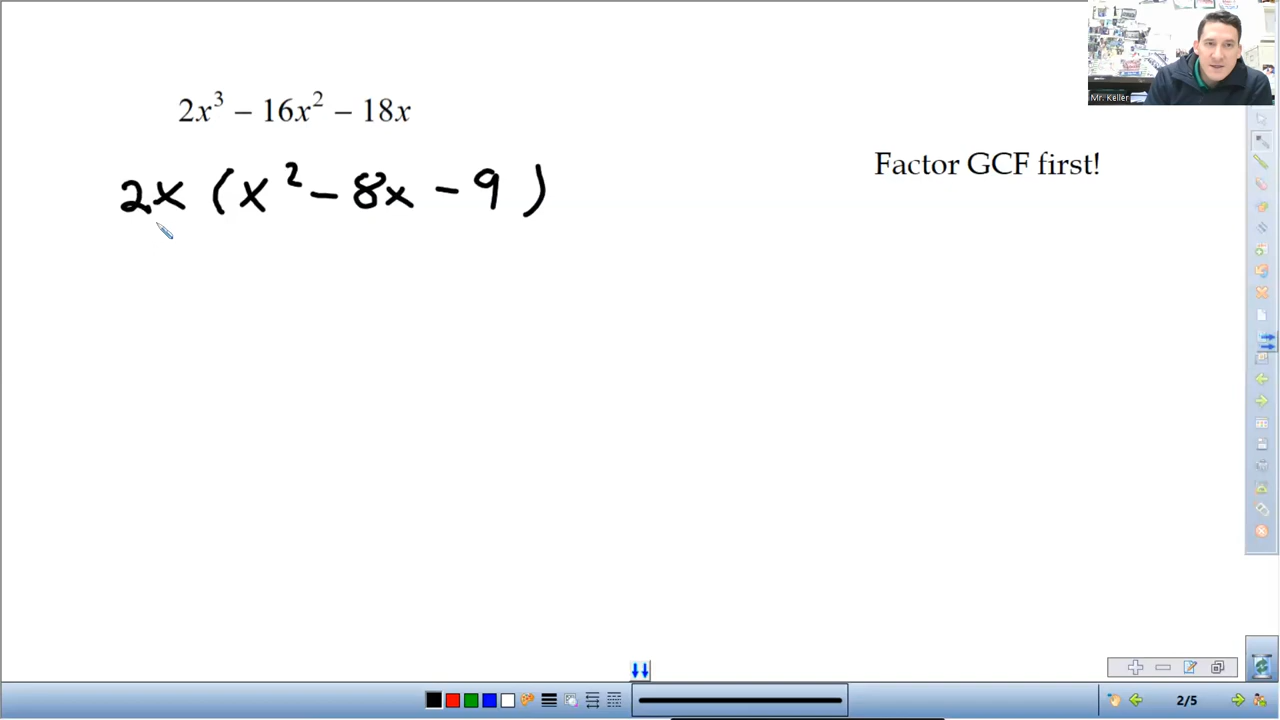 Mr. Keller
2x³ − 16x² − 18x
Factor GCF first!
2x (x² − 8x − 9)
2/5